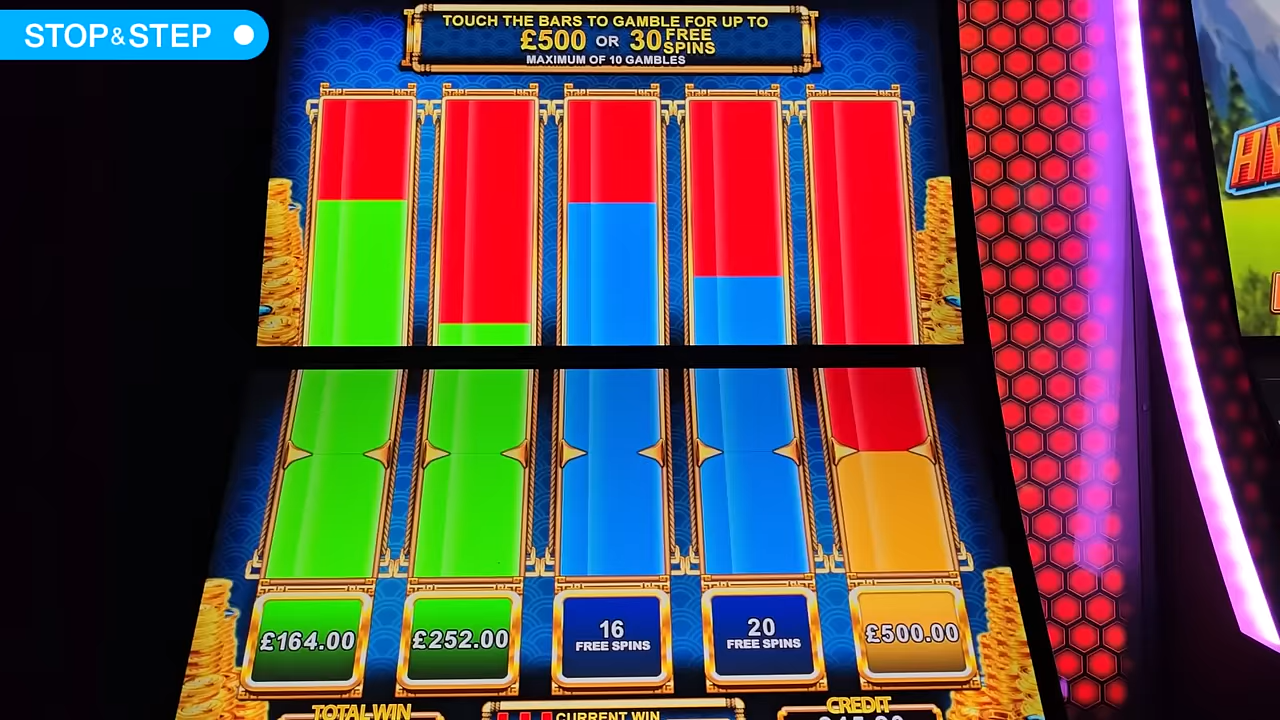 STOP&STEP
TOUCH THE BARS TO GAMBLE FOR UP TO
£500 OR 30 FREE SPINS
MAXIMUM OF 10 GAMBLES
£164.00
£252.00
16
FREE SPINS
20
FREE SPINS
£500.00
TOTAL WIN
CURRENT WIN
CREDIT